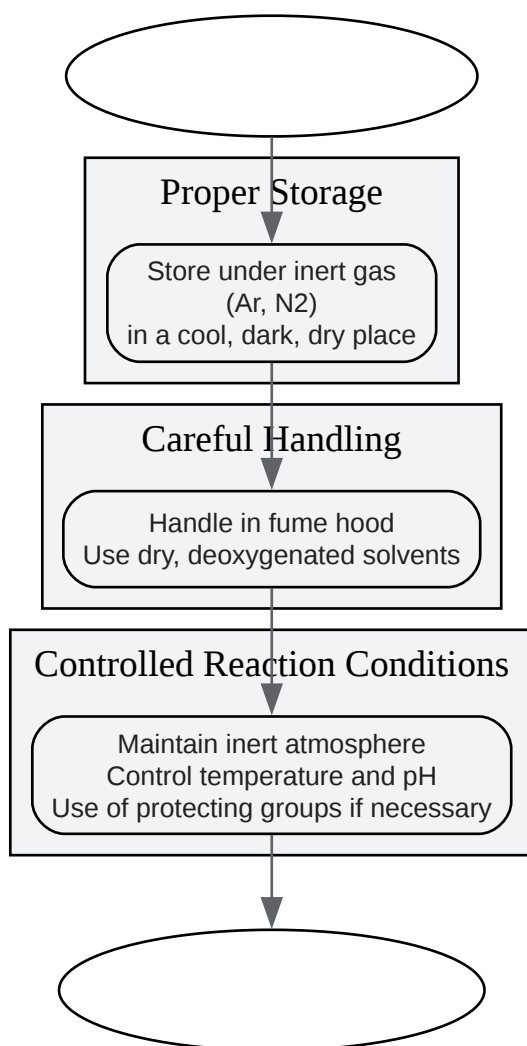 Proper Storage
Store under inert gas
(Ar, N2)
in a cool, dark, dry place
Careful Handling
Handle in fume hood
Use dry, deoxygenated solvents
Controlled Reaction Conditions
Maintain inert atmosphere
Control temperature and pH
Use of protecting groups if necessary